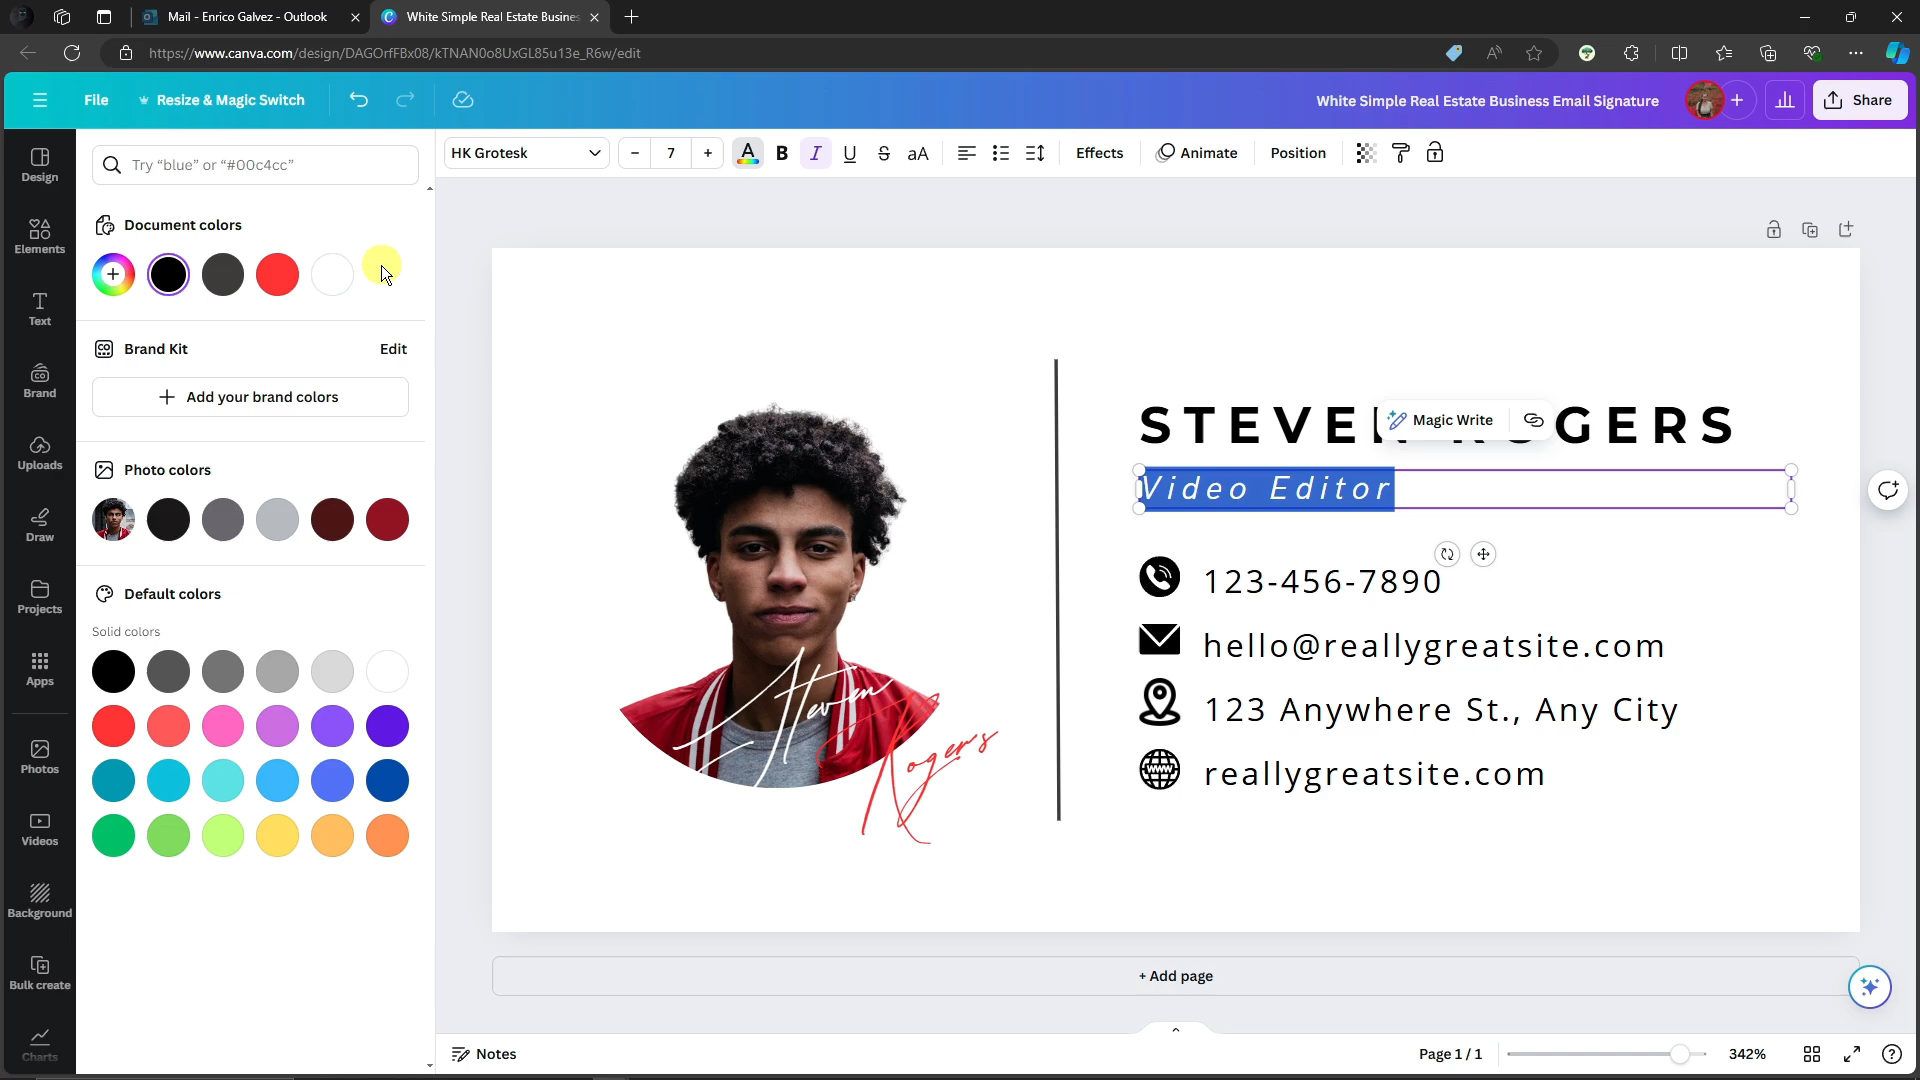 Mail - Enrico Galvez - Outlook
White Simple Real Estate Busines
https://www.canva.com/design/DAGOrfFBx08/kTNAN0o8UxGL85u13e_R6w/edit
File
Resize & Magic Switch
White Simple Real Estate Business Email Signature
Share
HK Grotesk
7
Effects
Animate
Position
Design
Elements
Text
Brand
Uploads
Draw
Projects
Apps
Photos
Videos
Background
Bulk create
Charts
Try “blue” or “#00c4cc”
Document colors
Brand Kit
Edit
Add your brand colors
Photo colors
Default colors
Solid colors
STEVEN ROGERS
Magic Write
Video Editor
123-456-7890
hello@reallygreatsite.com
123 Anywhere St., Any City
reallygreatsite.com
Steven
Rogers
+ Add page
Notes
Page 1 / 1
342%